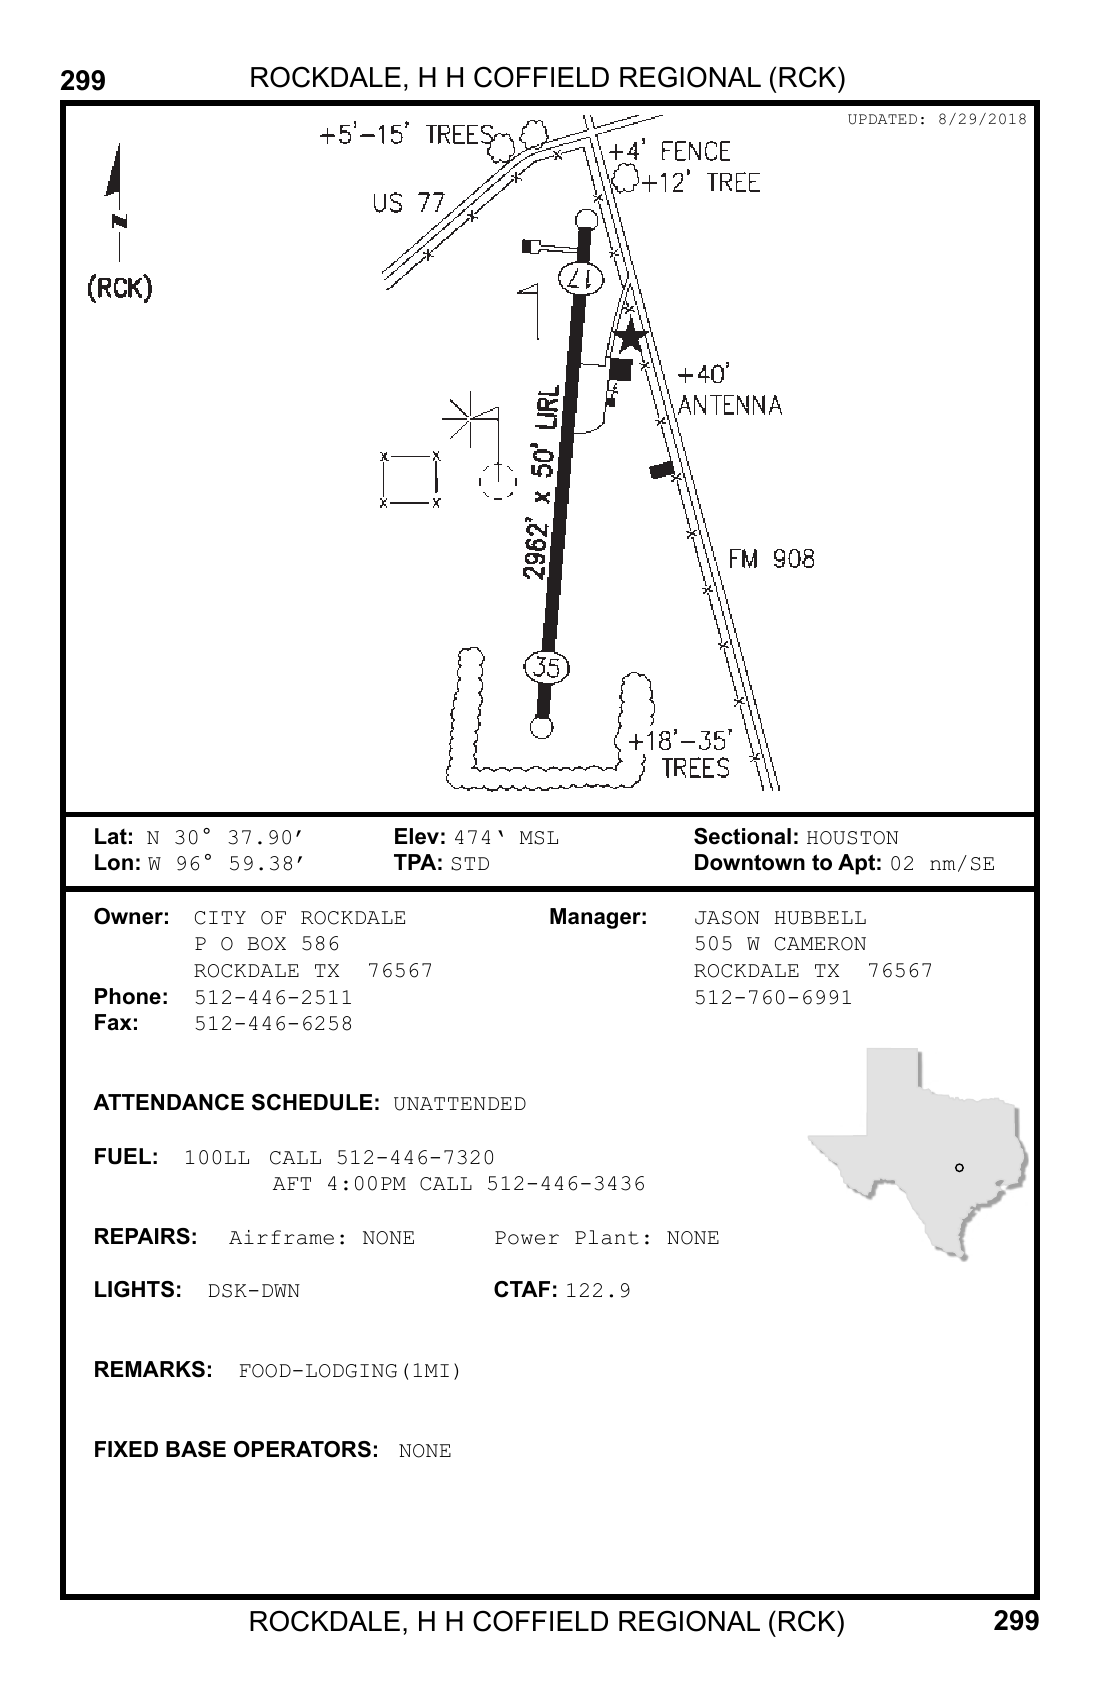 299
ROCKDALE, H H COFFIELD REGIONAL (RCK)
UPDATED: 8/29/2018
+5'-15' TREES
+4' FENCE
+12' TREE
US 77
N
(RCK)
17
+40'
ANTENNA
2962' x 50' LIRL
FM 908
35
+18'-35'
TREES
Lat: N 30° 37.90’ Elev: 474‘ MSL Sectional: HOUSTON
Lon: W 96° 59.38’ TPA: STD Downtown to Apt: 02 nm/SE
Owner: CITY OF ROCKDALE Manager: JASON HUBBELL
P O BOX 586 505 W CAMERON
ROCKDALE TX 76567 ROCKDALE TX 76567
Phone: 512-446-2511 512-760-6991
Fax: 512-446-6258
ATTENDANCE SCHEDULE: UNATTENDED
FUEL: 100LL CALL 512-446-7320
AFT 4:00PM CALL 512-446-3436
REPAIRS: Airframe: NONE Power Plant: NONE
LIGHTS: DSK-DWN CTAF: 122.9
REMARKS: FOOD-LODGING(1MI)
FIXED BASE OPERATORS: NONE
ROCKDALE, H H COFFIELD REGIONAL (RCK)
299